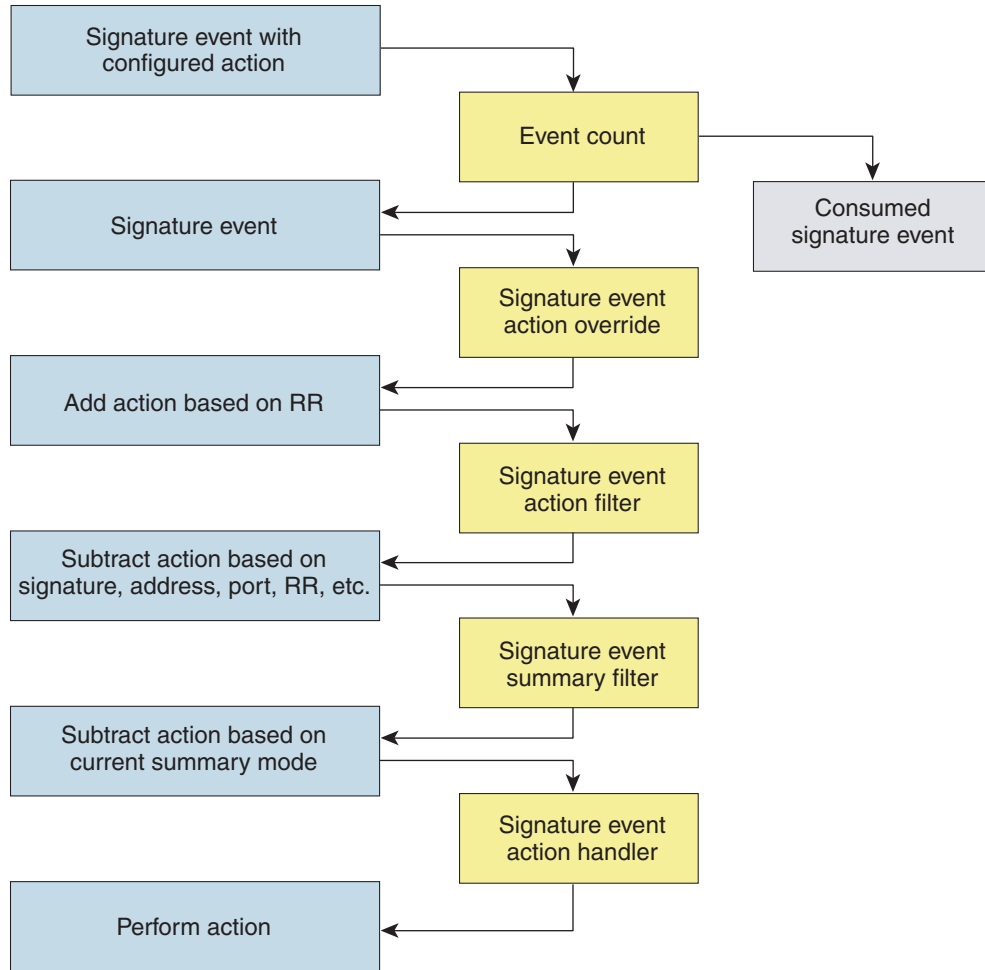 Signature event with
configured action
Event count
Consumed
signature event
Signature event
Signature event
action override
Add action based on RR
Signature event
action filter
Subtract action based on
signature, address, port, RR, etc.
Signature event
summary filter
Subtract action based on
current summary mode
Signature event
action handler
Perform action